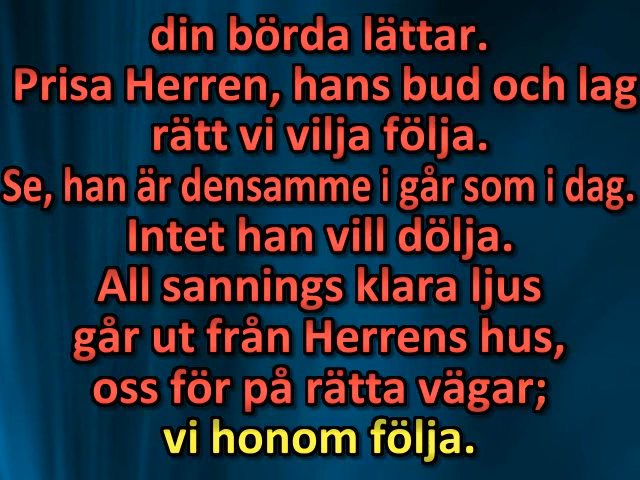 din börda lättar.
Prisa Herren, hans bud och lag
rätt vi vilja följa.
Se, han är densamme i går som i dag.
Intet han vill dölja.
All sannings klara ljus
går ut från Herrens hus,
oss för på rätta vägar;
vi honom följa.